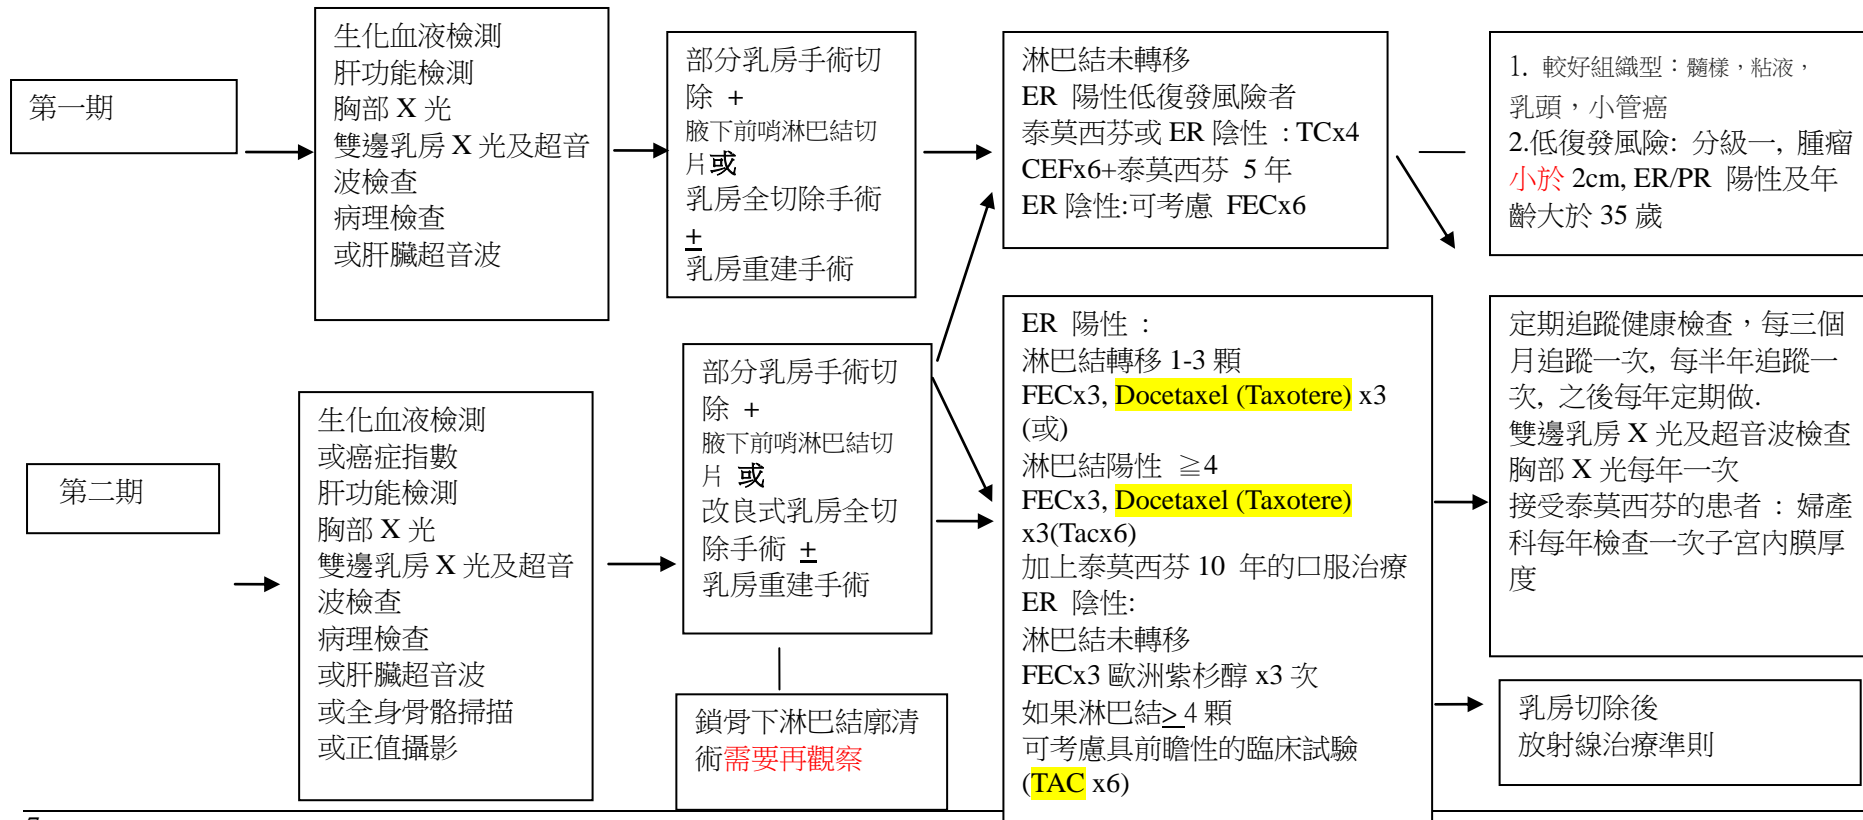 第一期
生化血液檢測
肝功能檢測
胸部 X 光
雙邊乳房 X 光及超音
波檢查
病理檢查
或肝臟超音波
部分乳房手術切
除 +
腋下前哨淋巴結切
片或
乳房全切除手術
±
乳房重建手術
淋巴結未轉移
ER 陽性低復發風險者
泰莫西芬或 ER 陰性 : TCx4
CEFx6+泰莫西芬 5 年
ER 陰性:可考慮 FECx6
1. 較好組織型：髓樣，粘液，
乳頭，小管癌
2.低復發風險: 分級一, 腫瘤
小於 2cm, ER/PR 陽性及年
齡大於 35 歲
第二期
生化血液檢測
或癌症指數
肝功能檢測
胸部 X 光
雙邊乳房 X 光及超音
波檢查
病理檢查
或肝臟超音波
或全身骨骼掃描
或正值攝影
部分乳房手術切
除 +
腋下前哨淋巴結切
片 或
改良式乳房全切
除手術 ±
乳房重建手術
鎖骨下淋巴結廓清
術需要再觀察
ER 陽性 :
淋巴結轉移 1-3 顆
FECx3, Docetaxel (Taxotere) x3
(或)
淋巴結陽性 ≧4
FECx3, Docetaxel (Taxotere)
x3(Tacx6)
加上泰莫西芬 10 年的口服治療
ER 陰性:
淋巴結未轉移
FECx3 歐洲紫杉醇 x3 次
如果淋巴結≥4 顆
可考慮具前瞻性的臨床試驗
(TAC x6)
定期追蹤健康檢查，每三個
月追蹤一次, 每半年追蹤一
次, 之後每年定期做.
雙邊乳房 X 光及超音波檢查
胸部 X 光每年一次
接受泰莫西芬的患者 : 婦產
科每年檢查一次子宮內膜厚
度
乳房切除後
放射線治療準則